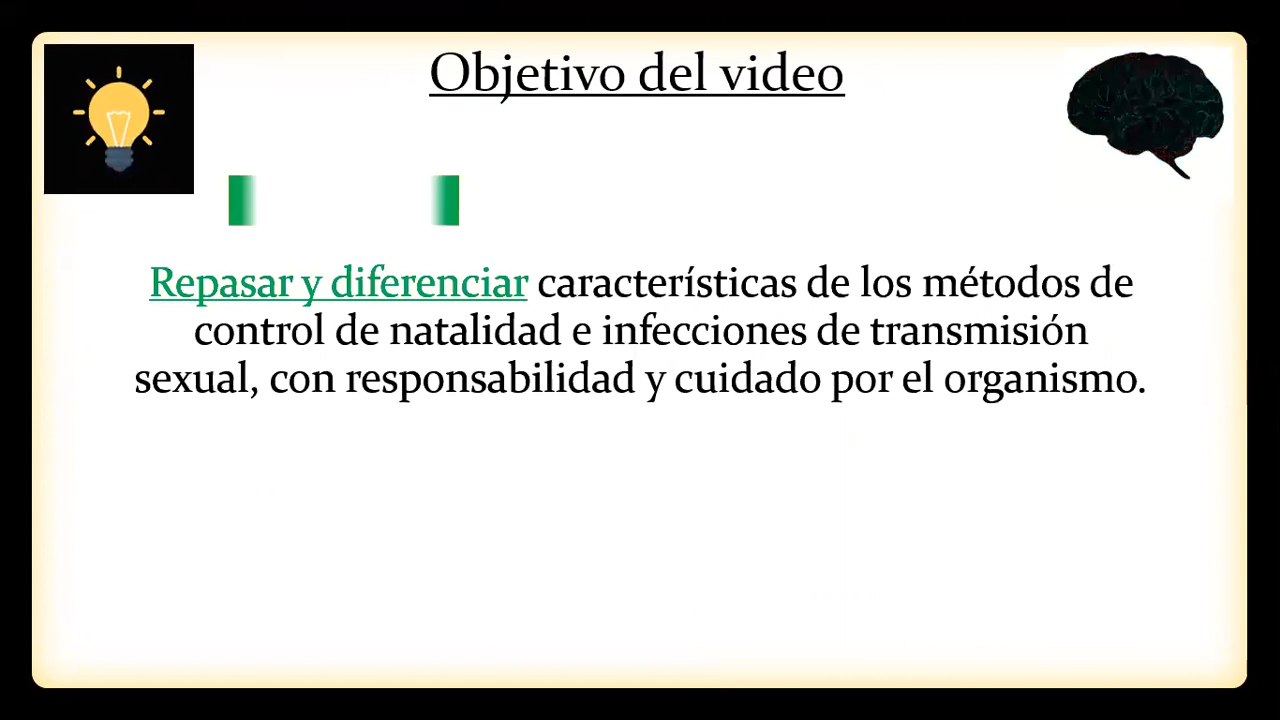 Objetivo del video
Repasar y diferenciar características de los métodos de
control de natalidad e infecciones de transmisión
sexual, con responsabilidad y cuidado por el organismo.